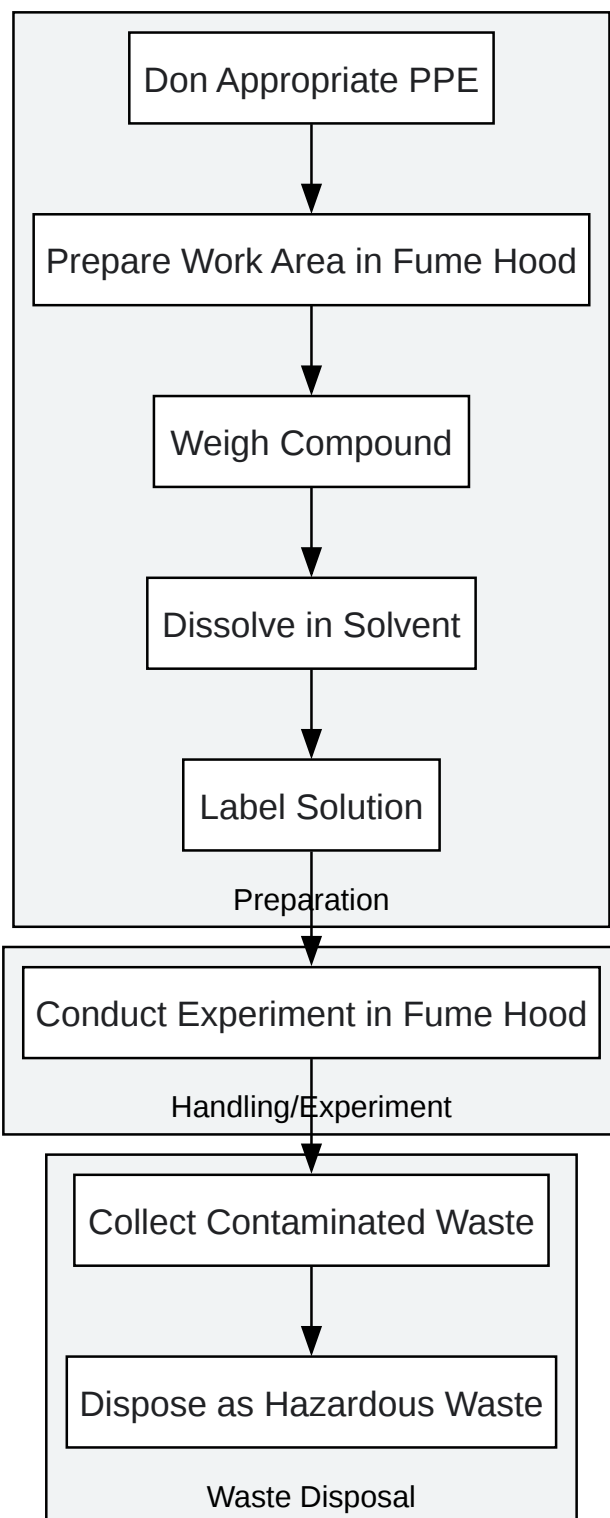 Don Appropriate PPE
Prepare Work Area in Fume Hood
Weigh Compound
Dissolve in Solvent
Label Solution
Preparation
Conduct Experiment in Fume Hood
Handling/Experiment
Collect Contaminated Waste
Dispose as Hazardous Waste
Waste Disposal